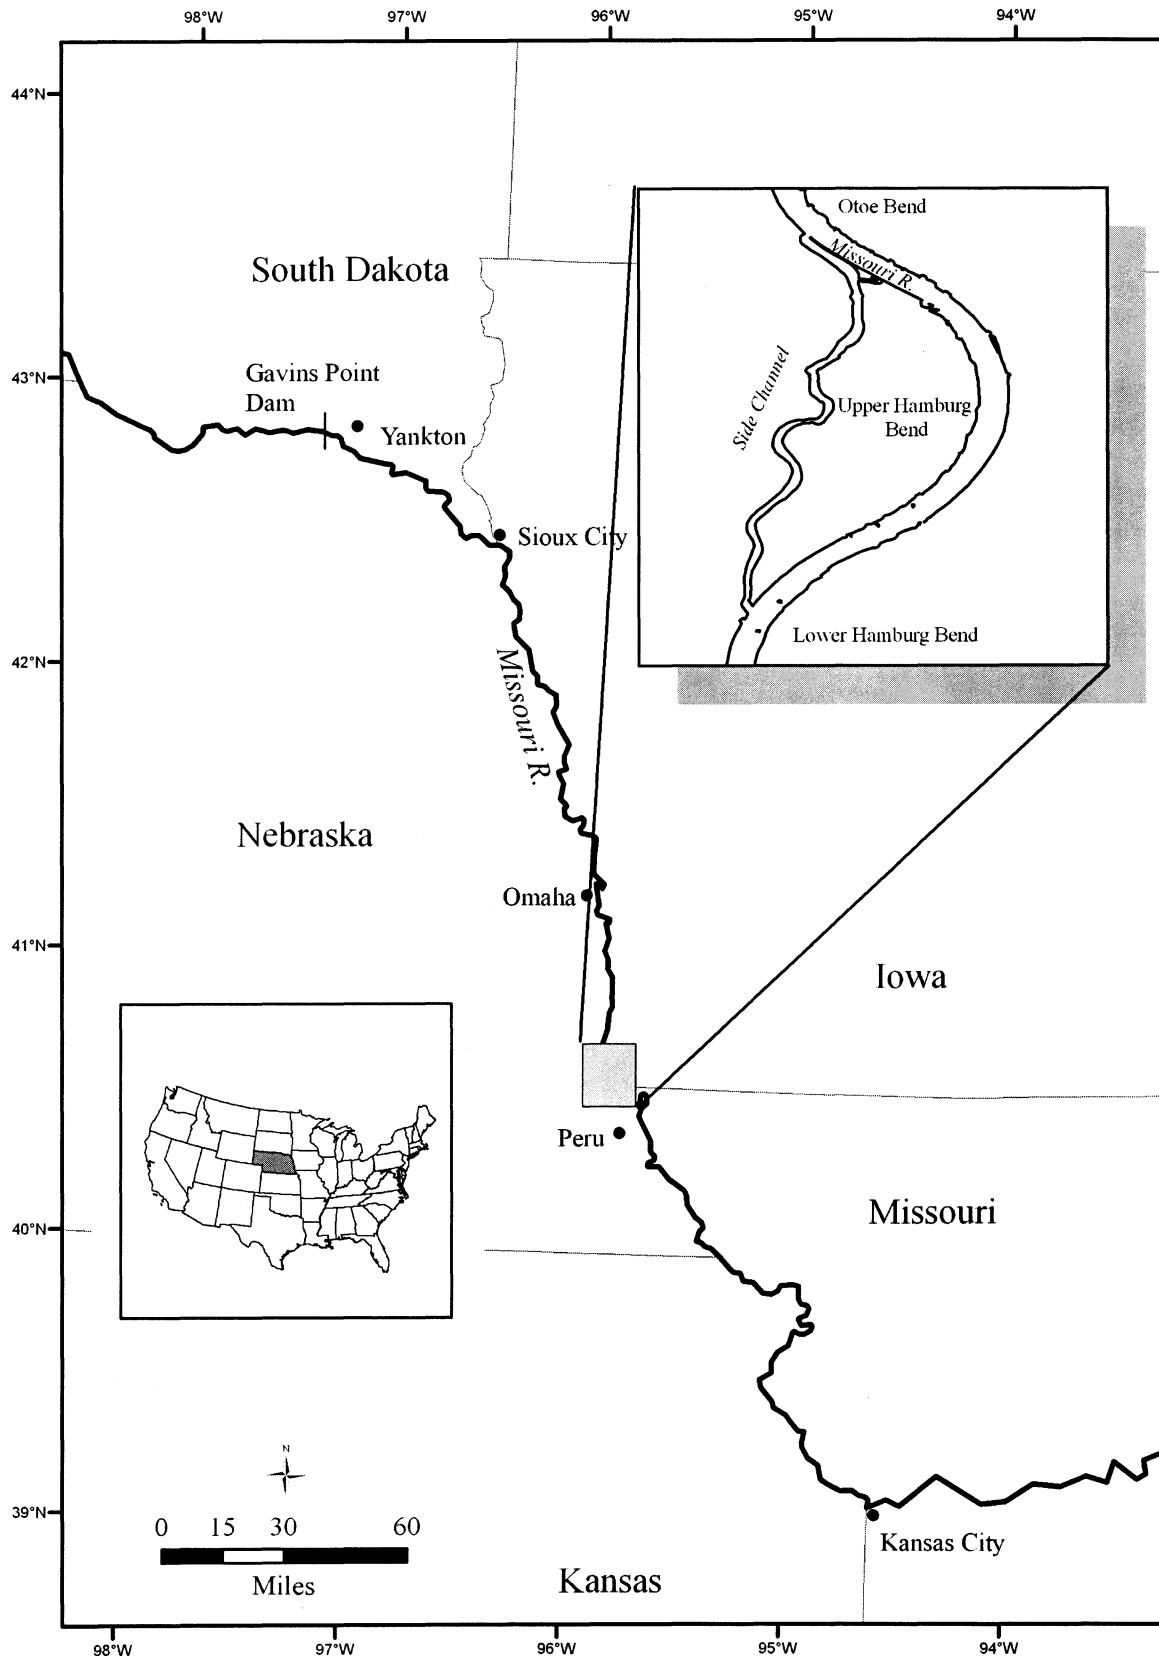 98°W 97°W 96°W 95°W 94°W
44°N
Otoe Bend
Missouri R.
South Dakota
Side Channel
Gavins Point
Dam
43°N
Upper Hamburg
Bend
Yankton
Sioux City
Lower Hamburg Bend
42°N
Missouri R.
Nebraska
Omaha
41°N
Iowa
Peru
Missouri
40°N
N
39°N
0 15 30 60
Miles
Kansas City
Kansas
98°W 97°W 96°W 95°W 94°W